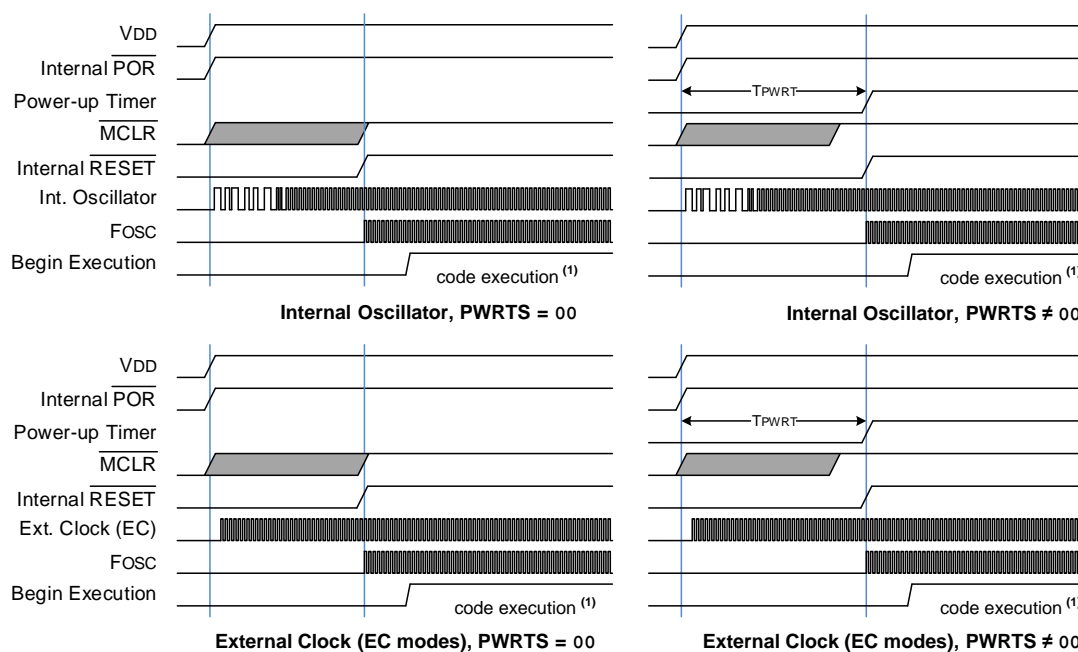 VDD
Internal POR
Power-up Timer
TPWRT
MCLR
Internal RESET
Int. Oscillator
FOSC
Begin Execution
code execution (1)
code execution (1)
Internal Oscillator, PWRTS = 00
Internal Oscillator, PWRTS ≠ 00
VDD
Internal POR
Power-up Timer
TPWRT
MCLR
Internal RESET
Ext. Clock (EC)
FOSC
Begin Execution
code execution (1)
code execution (1)
External Clock (EC modes), PWRTS = 00
External Clock (EC modes), PWRTS ≠ 00